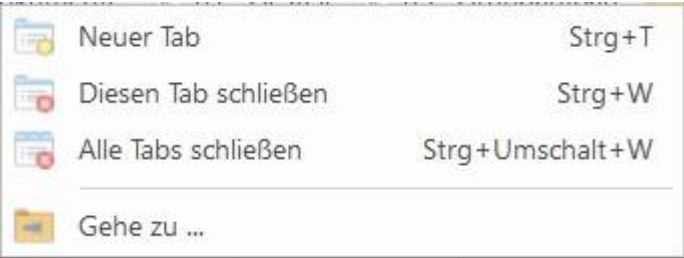 Neuer Tab Strg+T
Diesen Tab schließen Strg+W
Alle Tabs schließen Strg+Umschalt+W
Gehe zu ...